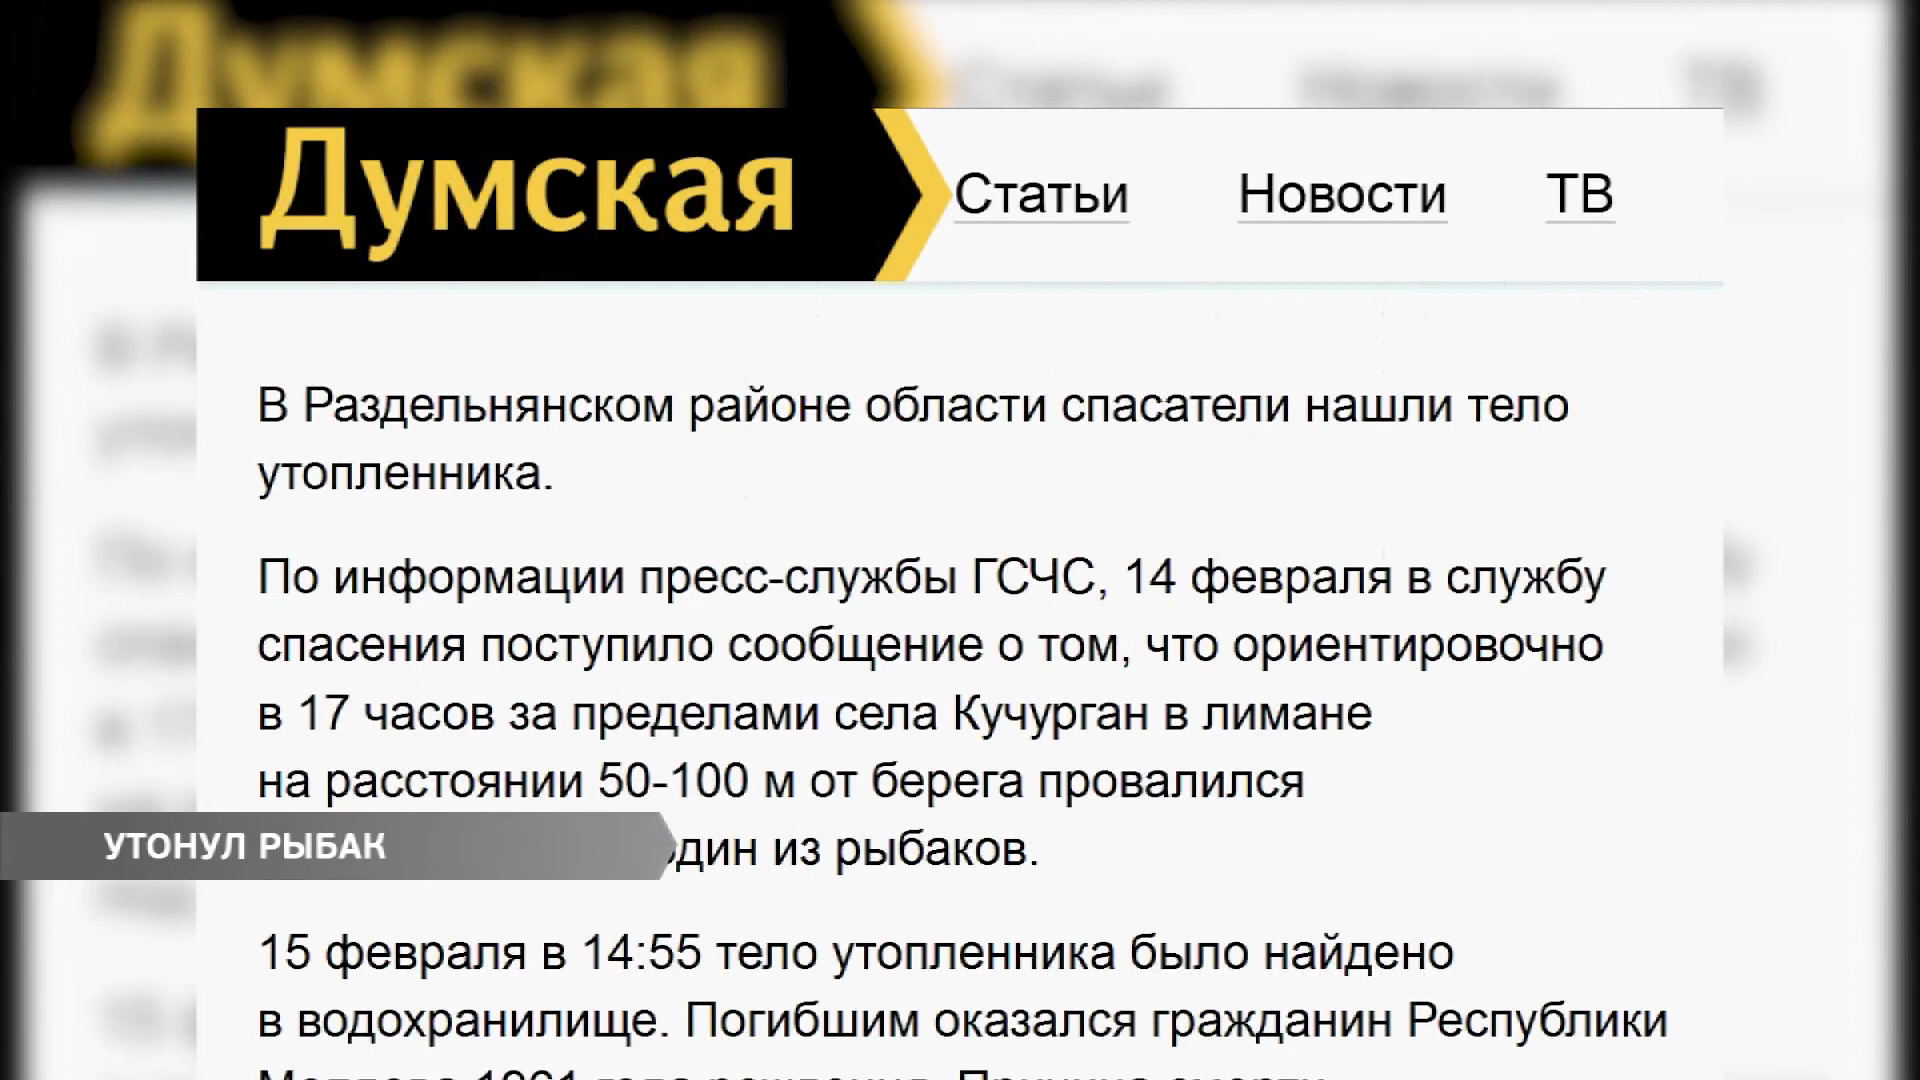 Думская
Статьи Новости ТВ
В Раздельнянском районе области спасатели нашли тело
утопленника.
По информации пресс-службы ГСЧС, 14 февраля в службу
спасения поступило сообщение о том, что ориентировочно
в 17 часов за пределами села Кучурган в лимане
на расстоянии 50-100 м от берега провалился
УТОНУЛ РЫБАК
из рыбаков.
15 февраля в 14:55 тело утопленника было найдено
в водохранилище. Погибшим оказался гражданин Республики